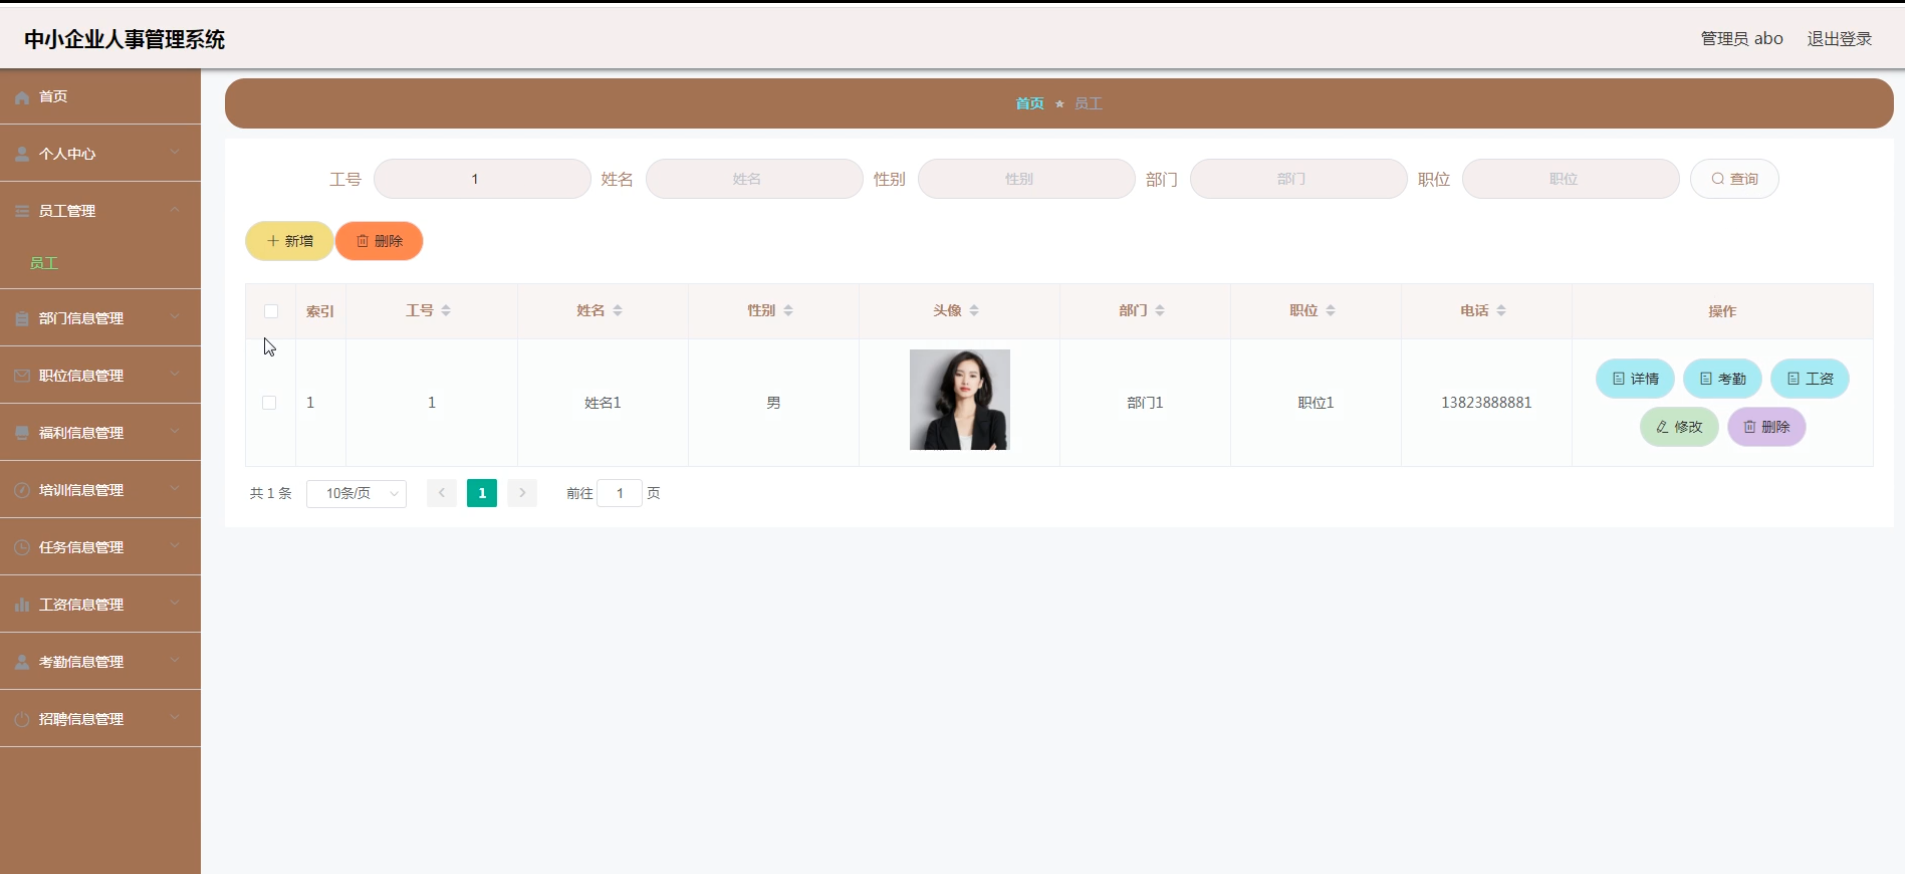 中小企业人事管理系统
管理员 abo 退出登录
首页
个人中心
员工管理
员工
部门信息管理
职位信息管理
福利信息管理
培训信息管理
任务信息管理
工资信息管理
考勤信息管理
招聘信息管理
首页 员工
工号 1 姓名 姓名 性别 性别 部门 部门 职位 职位 查询
新增 删除
索引 工号 姓名 性别 头像 部门 职位 电话 操作
1 1 姓名1 男 部门1 职位1 13823888881
详情 考勤 工资
修改 删除
共 1 条 10条/页 1 前往 1 页